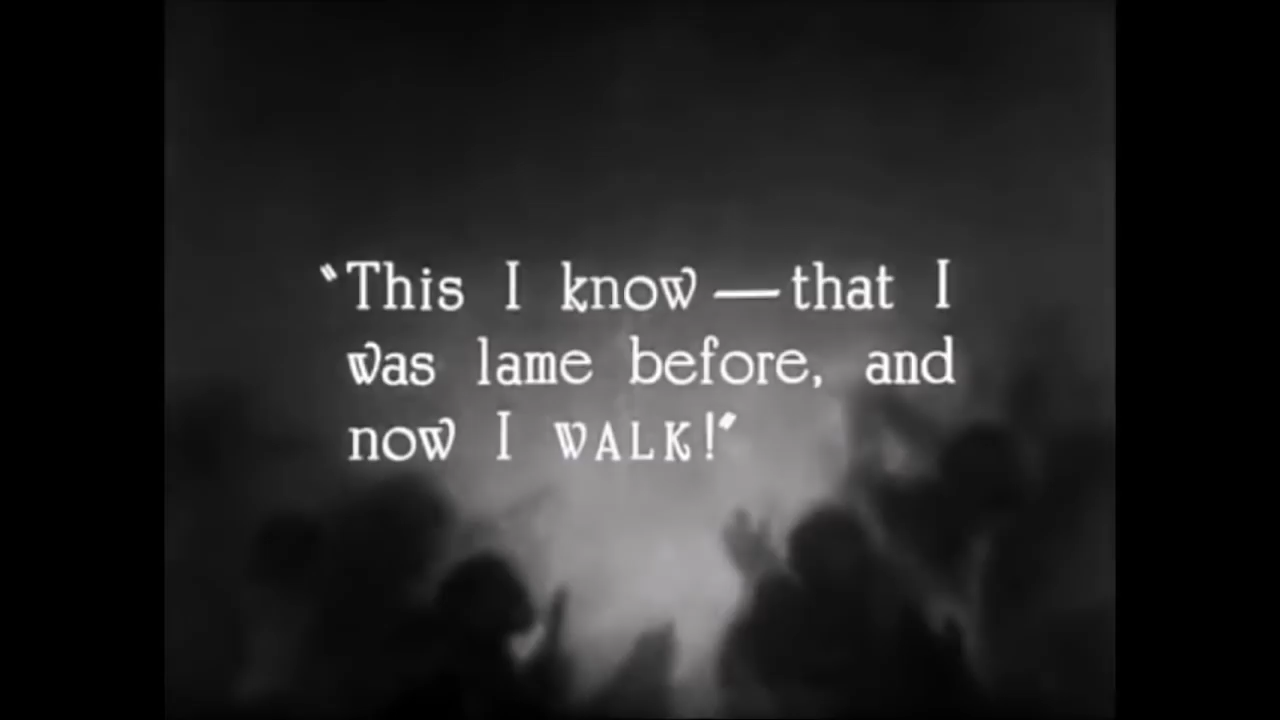 "This I know — that I
was lame before, and
now I WALK!"